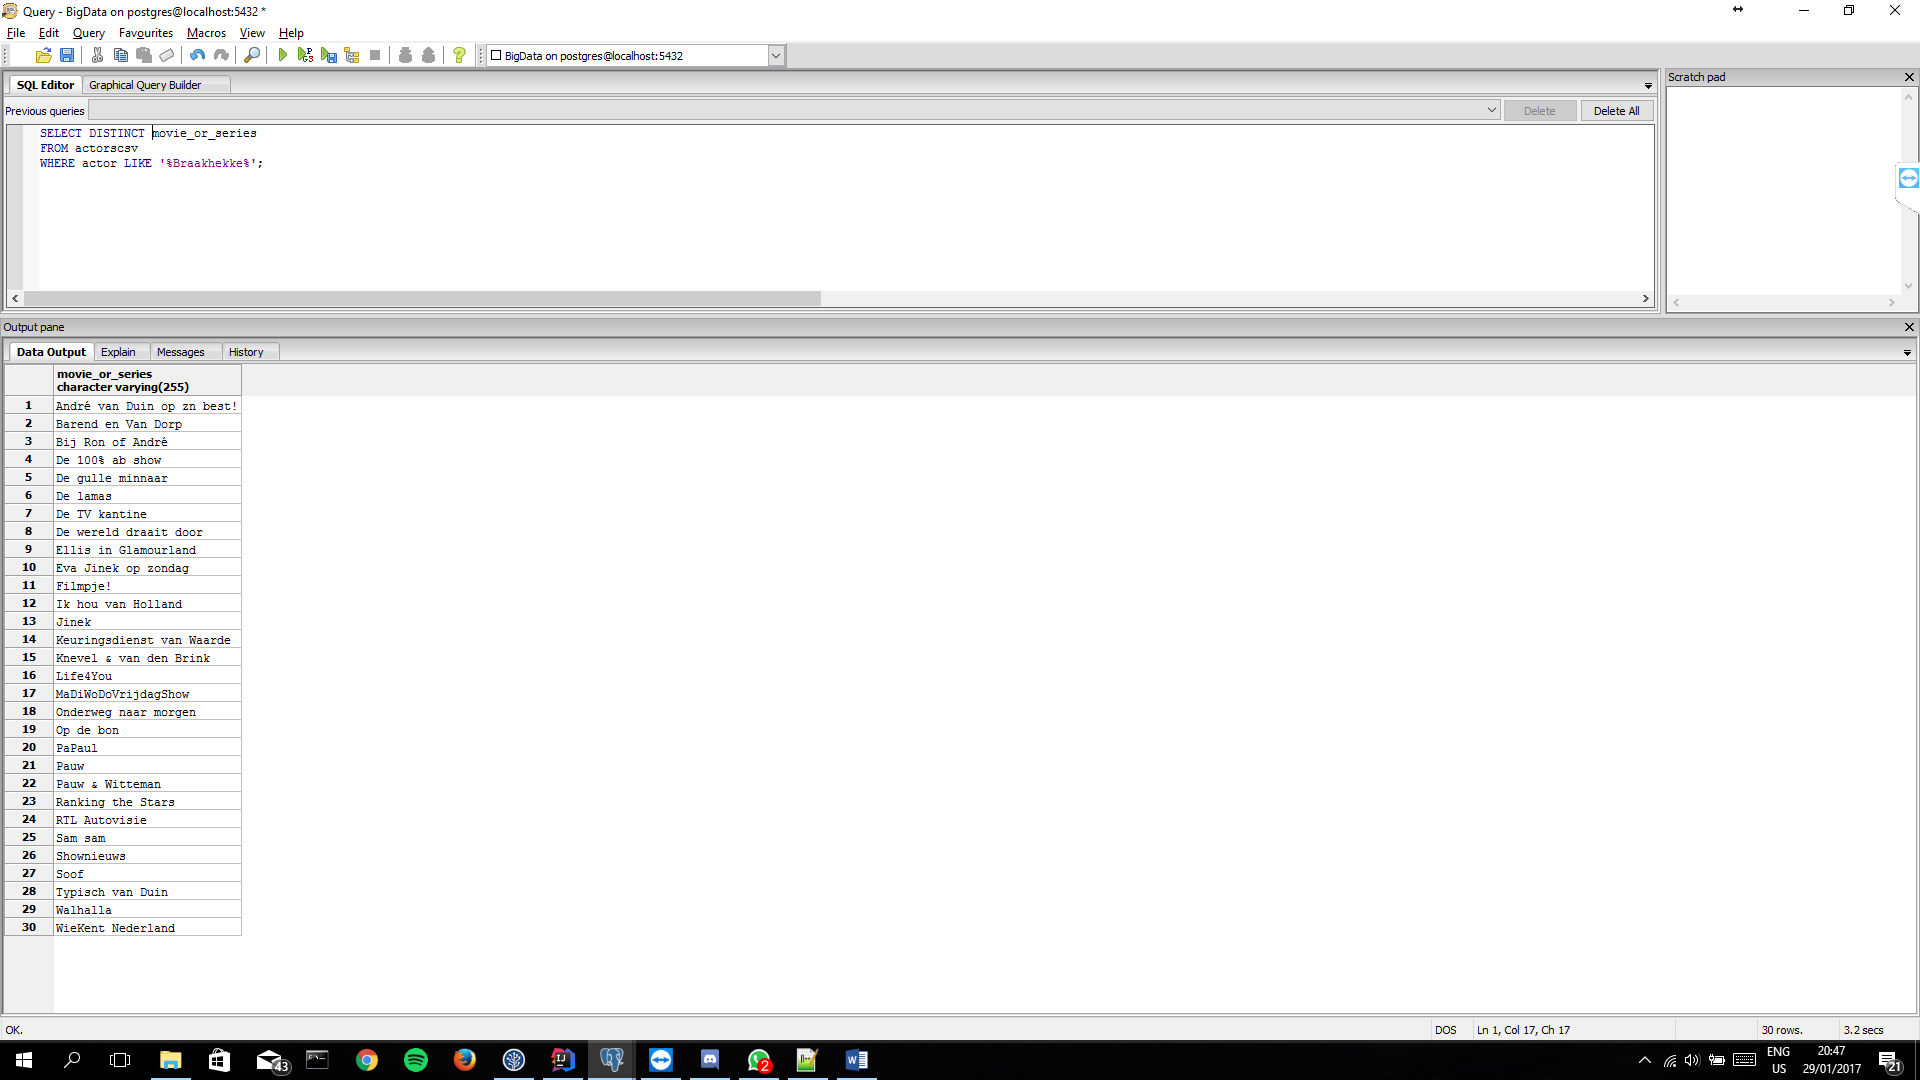 Query - BigData on postgres@localhost:5432 *
File Edit Query Favourites Macros View Help
BigData on postgres@localhost:5432
SQL Editor Graphical Query Builder
Scratch pad
Previous queries Delete Delete All
SELECT DISTINCT movie_or_series
FROM actorscsv
WHERE actor LIKE '%Braakhekke%';
Output pane
Data Output Explain Messages History
movie_or_series
character varying(255)
1 André van Duin op zn best!
2 Barend en Van Dorp
3 Bij Ron of André
4 De 100% ab show
5 De gulle minnaar
6 De lamas
7 De TV kantine
8 De wereld draait door
9 Ellis in Glamourland
10 Eva Jinek op zondag
11 Filmpje!
12 Ik hou van Holland
13 Jinek
14 Keuringsdienst van Waarde
15 Knevel & van den Brink
16 Life4You
17 MaDiWoDoVrijdagShow
18 Onderweg naar morgen
19 Op de bon
20 PaPaul
21 Pauw
22 Pauw & Witteman
23 Ranking the Stars
24 RTL Autovisie
25 Sam sam
26 Shownieuws
27 Soof
28 Typisch van Duin
29 Walhalla
30 WieKent Nederland
OK. DOS Ln 1, Col 17, Ch 17 30 rows. 3.2 secs
43 2 ENG 20:47
US 29/01/2017 21